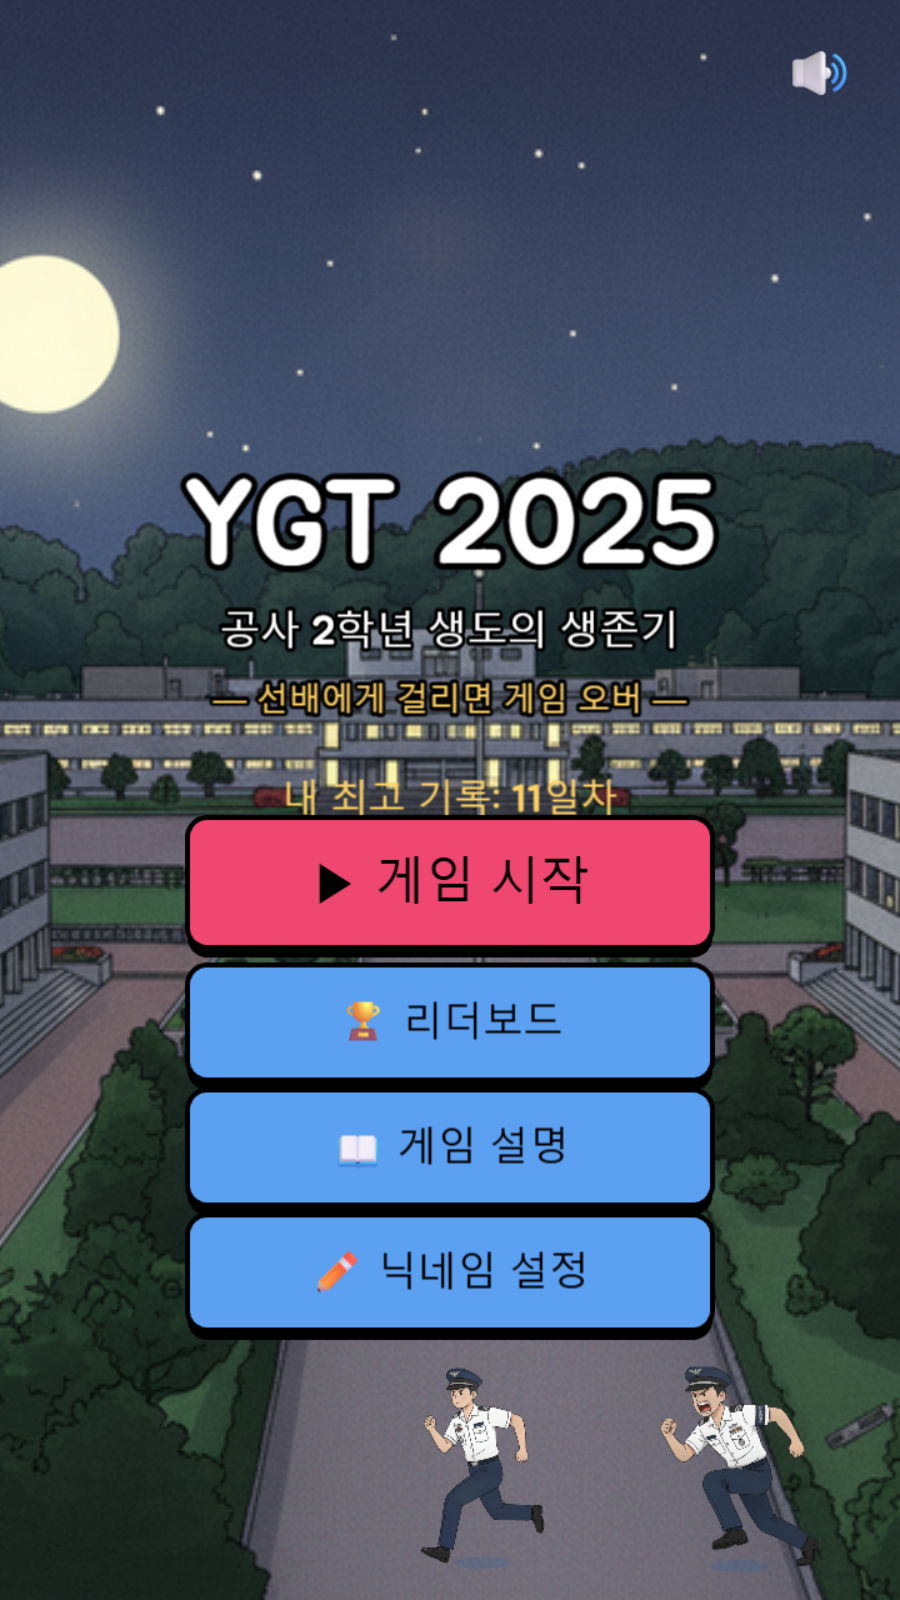 YGT 2025
공사 2학년 생도의 생존기
— 선배에게 걸리면 게임 오버 —
내 최고 기록: 11일차
▶ 게임 시작
🏆 리더보드
📖 게임 설명
✏️ 닉네임 설정